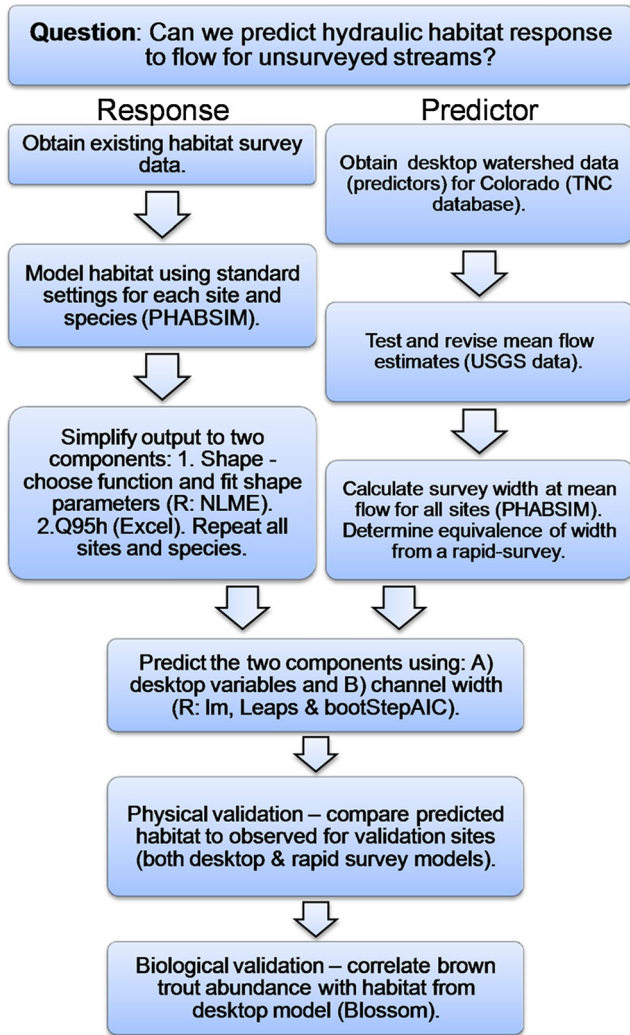 Question: Can we predict hydraulic habitat response
to flow for unsurveyed streams?
Response
Obtain existing habitat survey
data.
Model habitat using standard
settings for each site and
species (PHABSIM).
Simplify output to two
components: 1. Shape -
choose function and fit shape
parameters (R: NLME).
2.Q95h (Excel). Repeat all
sites and species.
Predictor
Obtain desktop watershed data
(predictors) for Colorado (TNC
database).
Test and revise mean flow
estimates (USGS data).
Calculate survey width at mean
flow for all sites (PHABSIM).
Determine equivalence of width
from a rapid-survey.
Predict the two components using: A)
desktop variables and B) channel width
(R: lm, Leaps & bootStepAIC).
Physical validation – compare predicted
habitat to observed for validation sites
(both desktop & rapid survey models).
Biological validation – correlate brown
trout abundance with habitat from
desktop model (Blossom).